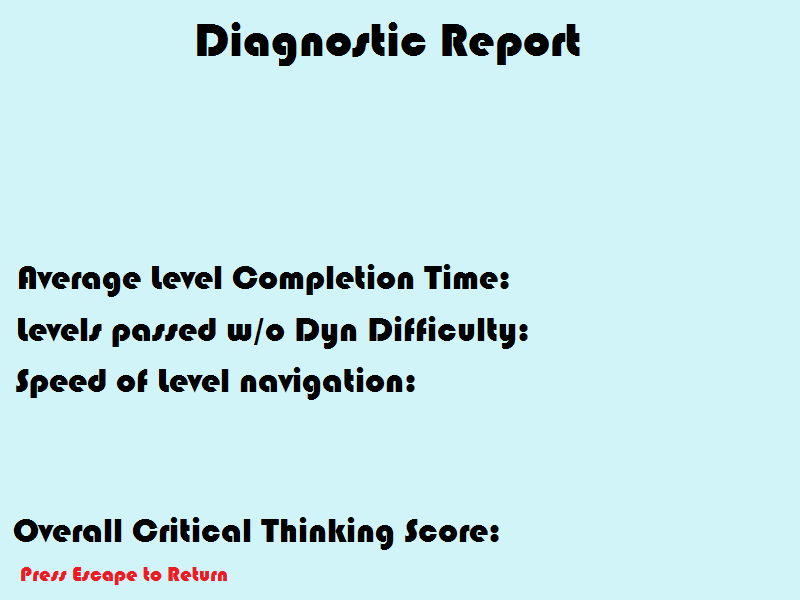 Diagnostic Report
Average Level Completion Time:
Levels passed w/o Dyn Difficulty:
Speed of Level navigation:
Overall Critical Thinking Score:
Press Escape to Return